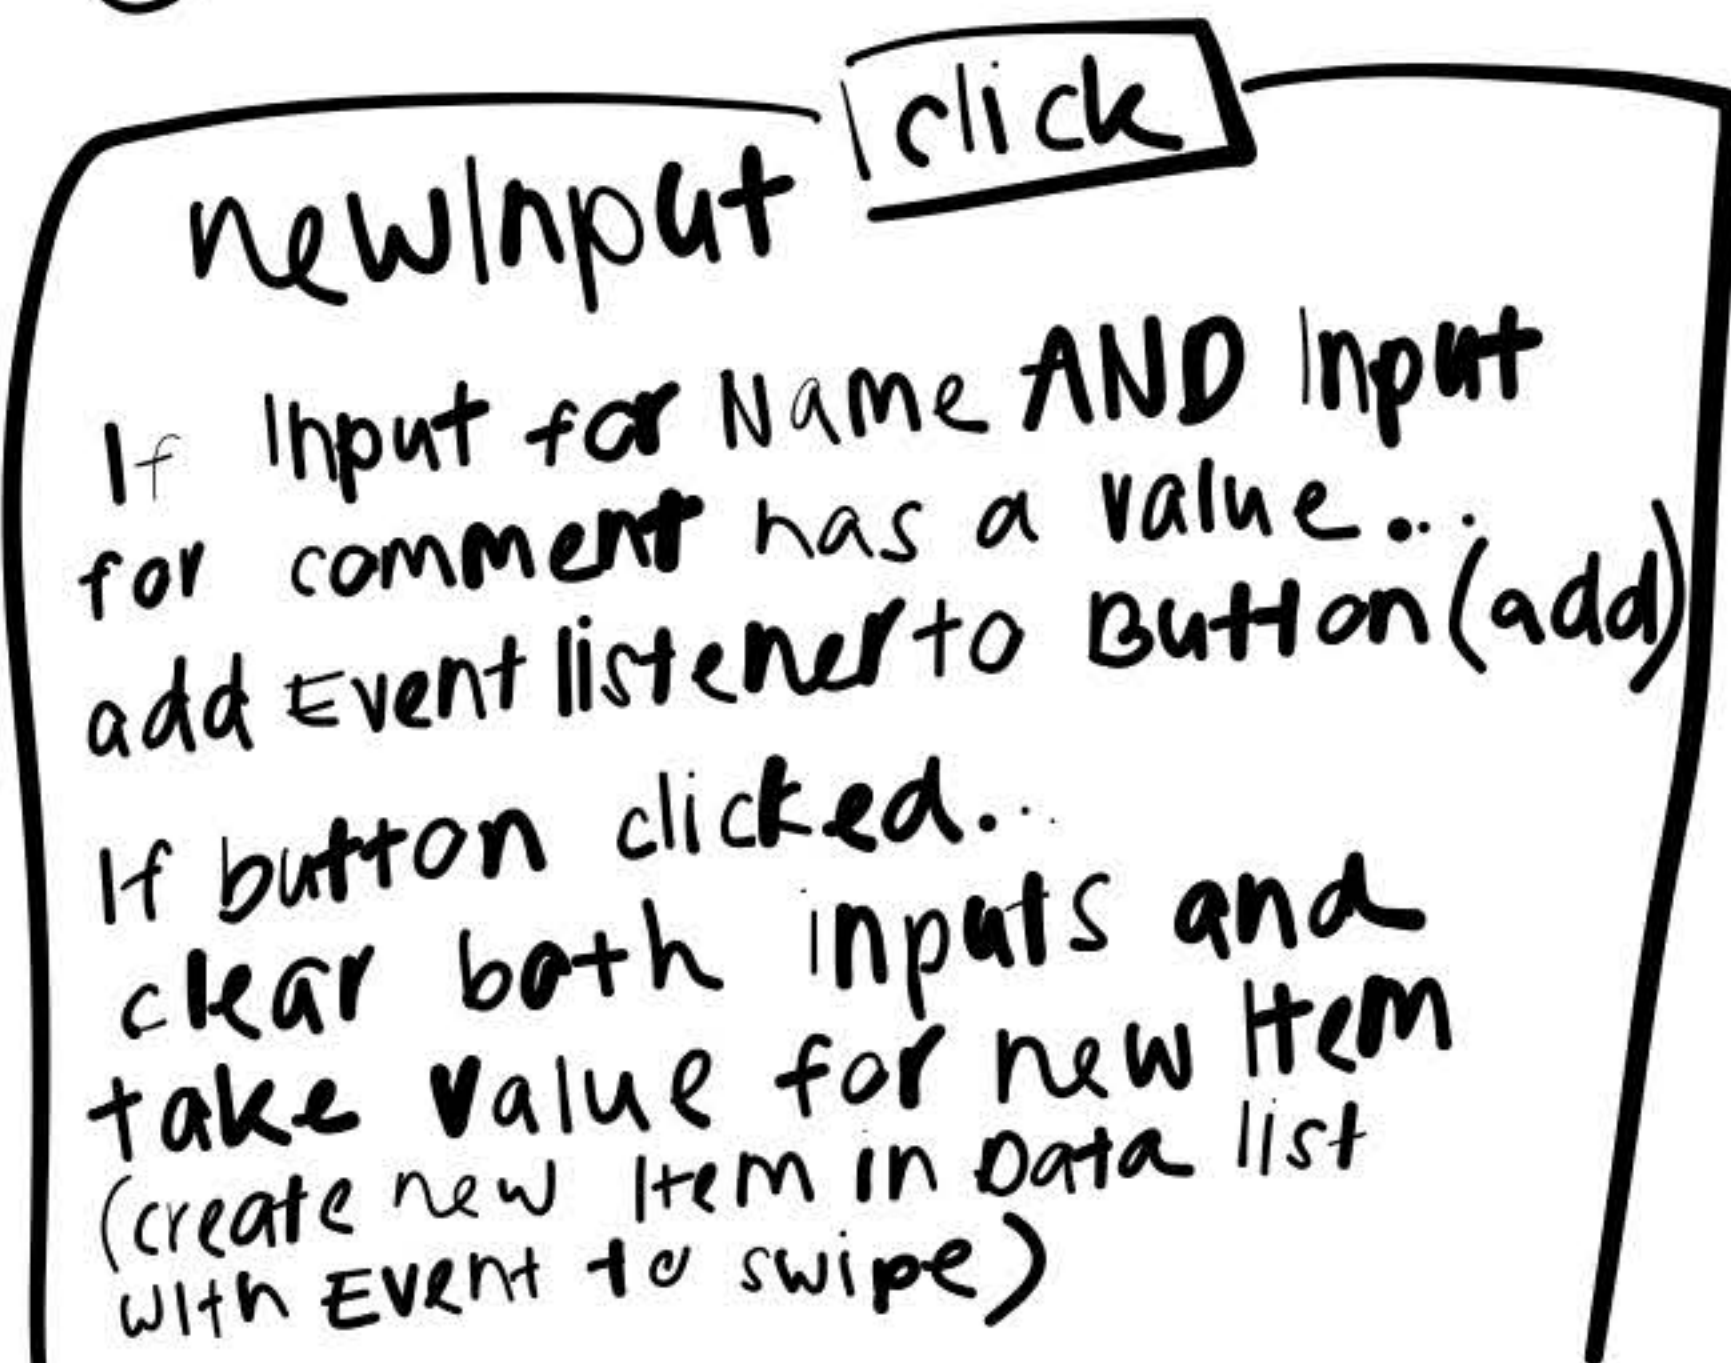 click
newInput
If Input for Name AND Input
for comment has a value...
add Event listener to Button (add)
If button clicked...
clear both inputs and
take value for new Item
(create new Item in Data list
with Event to swipe)